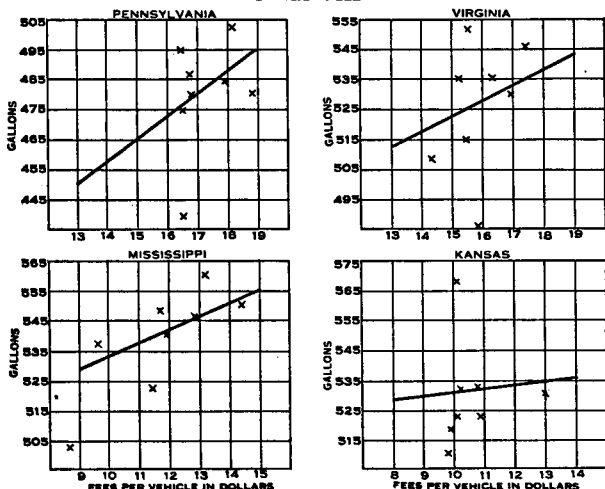 PENNSYLVANIA
505
495
485
475
465
455
445
GALLONS
13 14 15 16 17 18 19
VIRGINIA
555
545
535
525
515
505
495
GALLONS
13 14 15 16 17 18 19
MISSISSIPPI
565
555
545
535
525
515
505
GALLONS
9 10 11 12 13 14 15
FEES PER VEHICLE IN DOLLARS
KANSAS
575
565
555
545
535
525
515
GALLONS
8 9 10 11 12 13 14
FEES PER VEHICLE IN DOLLARS